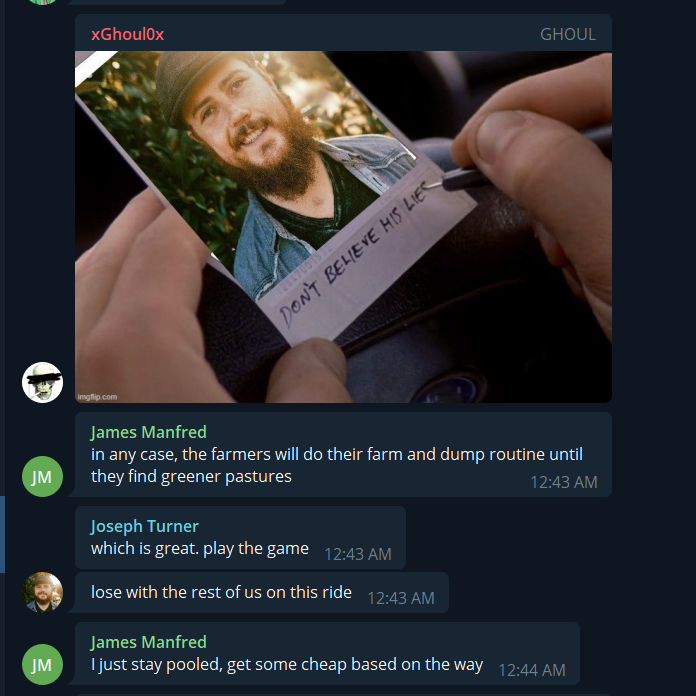 xGhoul0x GHOUL
DON'T BELIEVE HIS LIES
imgflip.com
James Manfred
in any case, the farmers will do their farm and dump routine until
they find greener pastures 12:43 AM
JM
Joseph Turner
which is great. play the game 12:43 AM
lose with the rest of us on this ride 12:43 AM
James Manfred
I just stay pooled, get some cheap based on the way 12:44 AM
JM